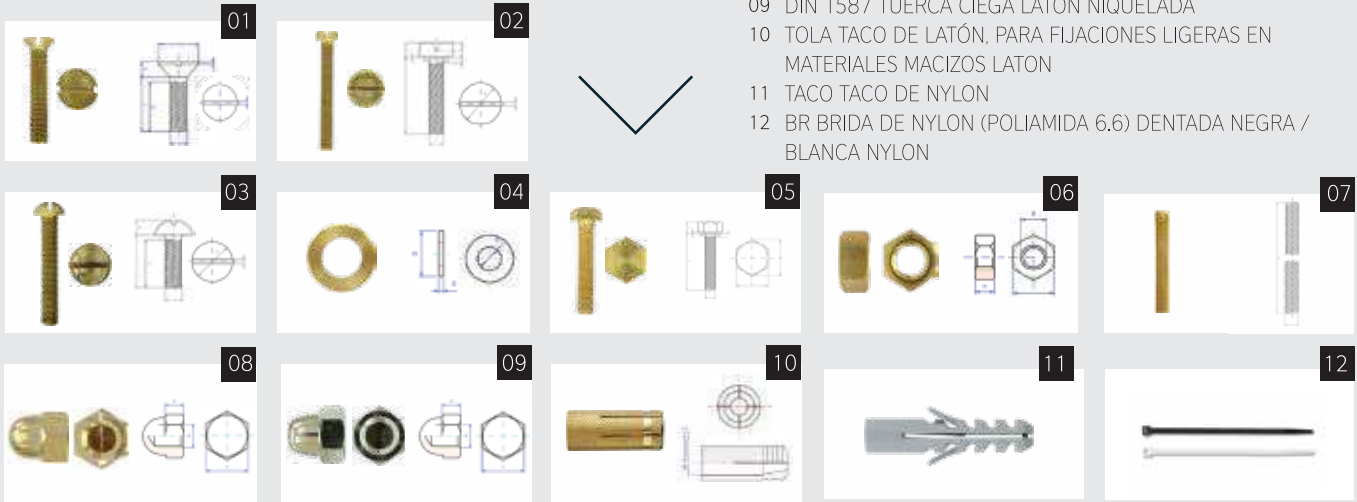 01
02
09 DIN 1587 TUERCA CIEGA LATON NIQUELADA
10 TOLA TACO DE LATÓN, PARA FIJACIONES LIGERAS EN
MATERIALES MACIZOS LATON
11 TACO TACO DE NYLON
12 BR BRIDA DE NYLON (POLIAMIDA 6.6) DENTADA NEGRA /
BLANCA NYLON
03
04
05
06
07
08
09
10
11
12